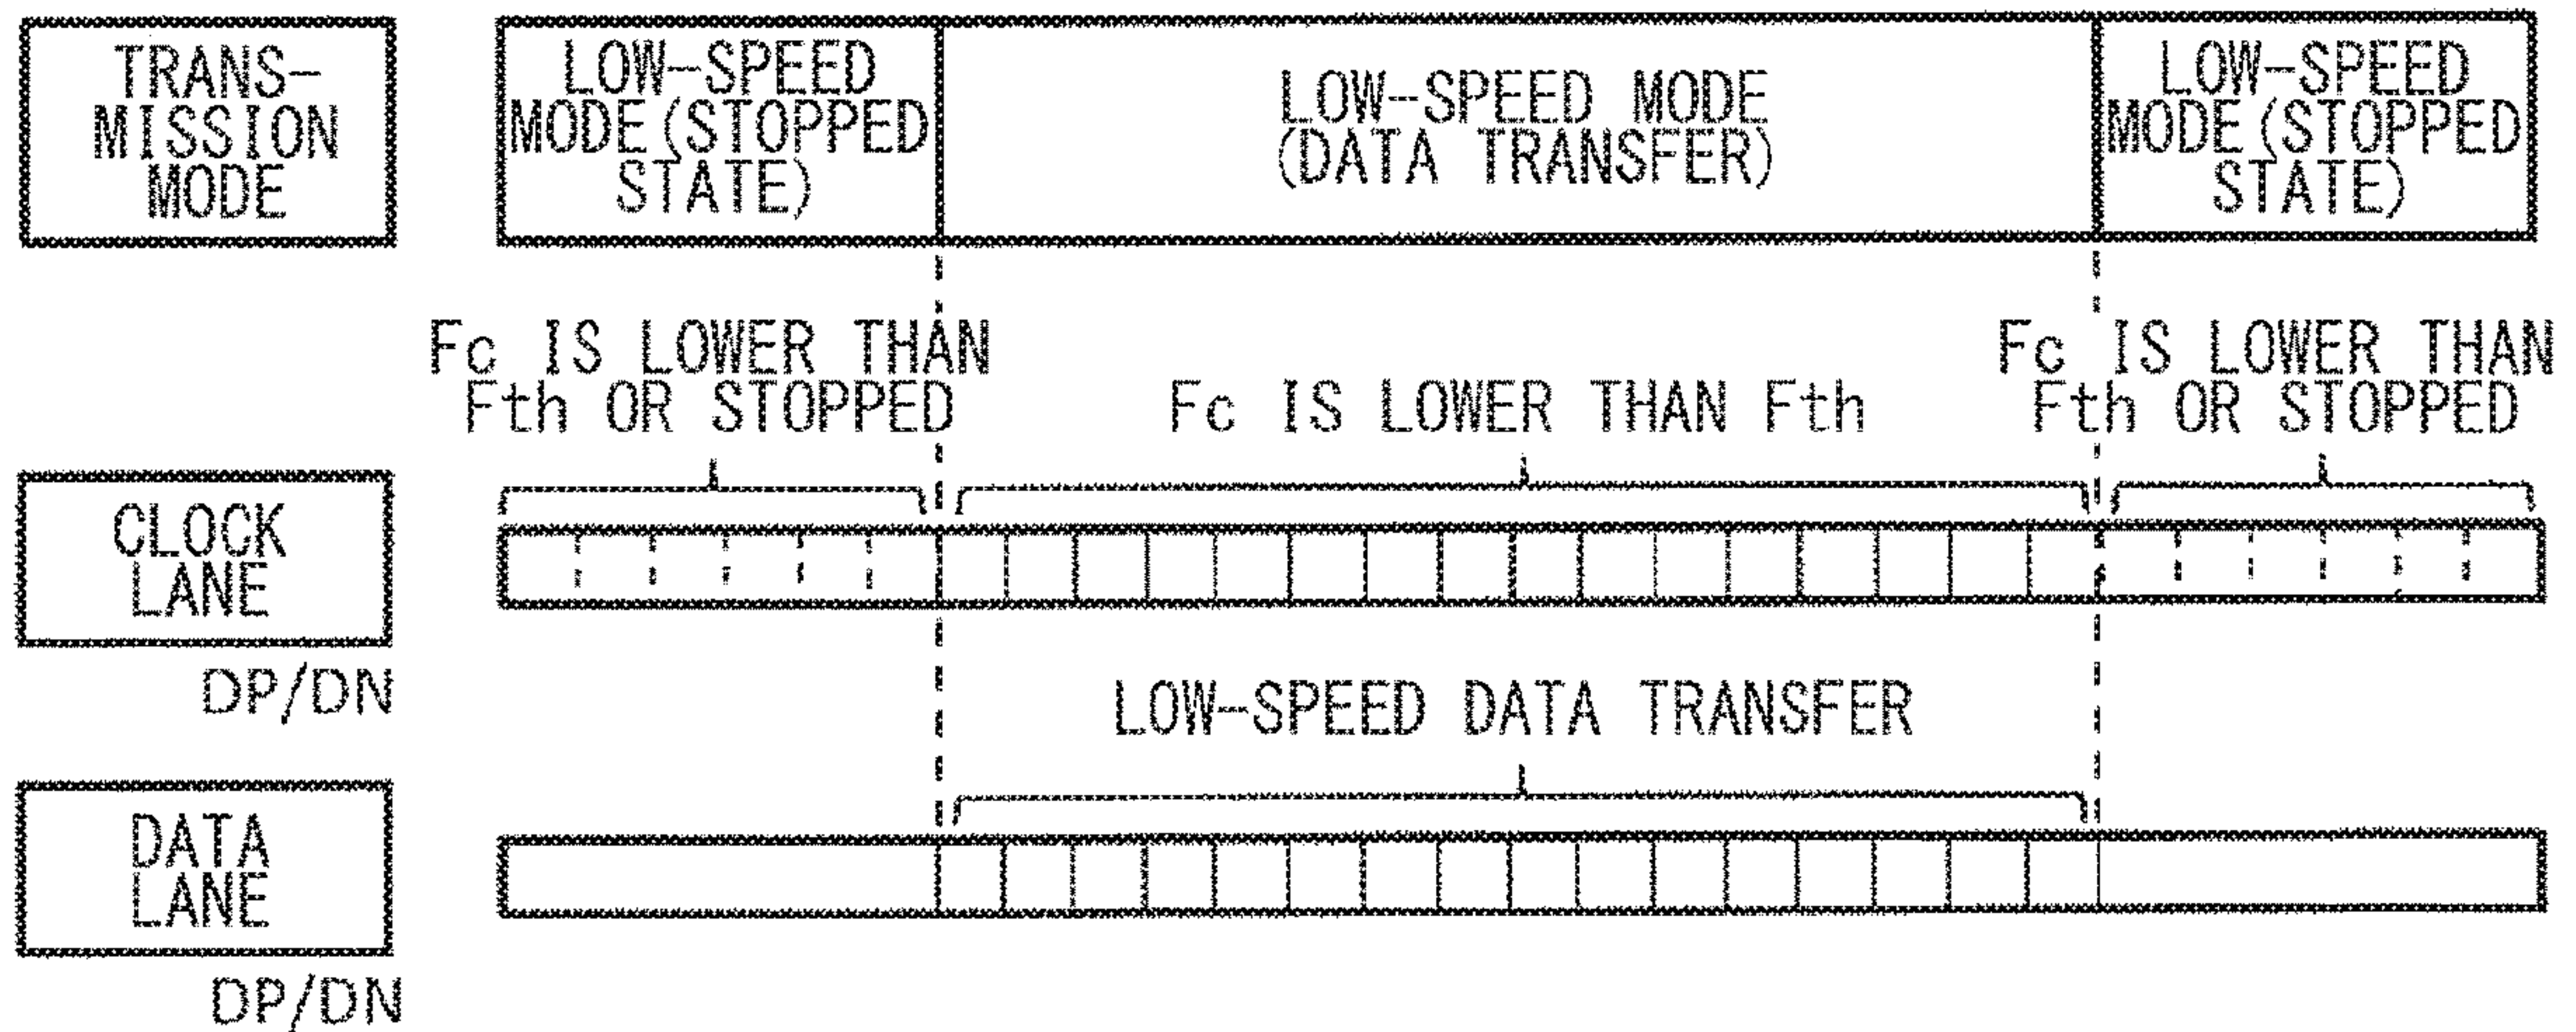 TRANS-
MISSION
MODE
LOW-SPEED
MODE(STOPPED
STATE)
LOW-SPEED MODE
(DATA TRANSFER)
LOW-SPEED
MODE(STOPPED
STATE)
Fc IS LOWER THAN
Fth OR STOPPED
Fc IS LOWER THAN Fth
Fc IS LOWER THAN
Fth OR STOPPED
CLOCK
LANE
DP/DN
LOW-SPEED DATA TRANSFER
DATA
LANE
DP/DN